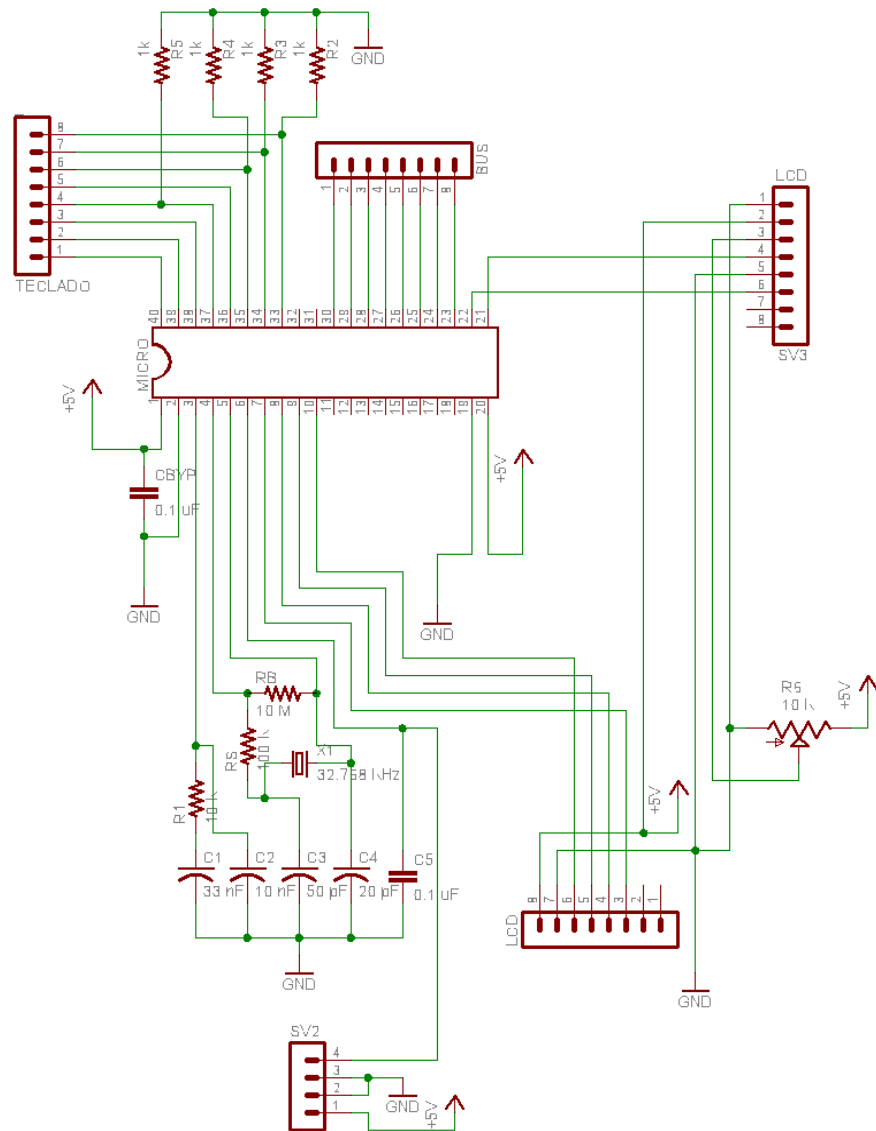 1k R5 1k R4 1k R3 1k R2
GND
8
7
6
5
4
3
2
1
TECLADO
BUS
1 2 3 4 5 6 7 8
LCD
1
2
3
4
5
6
7
8
SV3
40 39 38 37 36 35 34 33 32 31 30 29 28 27 26 25 24 23 22 21
MICRO
1 2 3 4 5 6 7 8 9 10 11 12 13 14 15 16 17 18 19 20
+5V
CBYP
0.1 uF
GND
+5V
GND
RB
10 M
RS
100 K
X1
32.768 kHz
R1
10 k
C1
33 nF
C2
10 nF
C3
50 pF
C4
20 pF
C5
0.1 uF
GND
R6
10 k
+5V
+5V
8 7 6 5 4 3 2 1
LCD
GND
SV2
4
3
2
1
GND
+5V